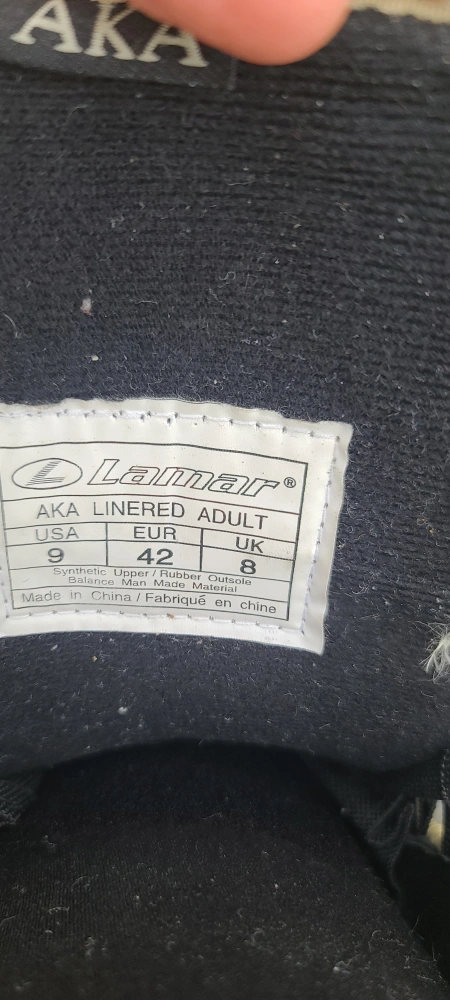 AKA
Lamar®
AKA LINERED ADULT
USA EUR UK
9 42 8
Synthetic Upper / Rubber Outsole
Balance Man Made Material
Made in China / Fabriqué en chine